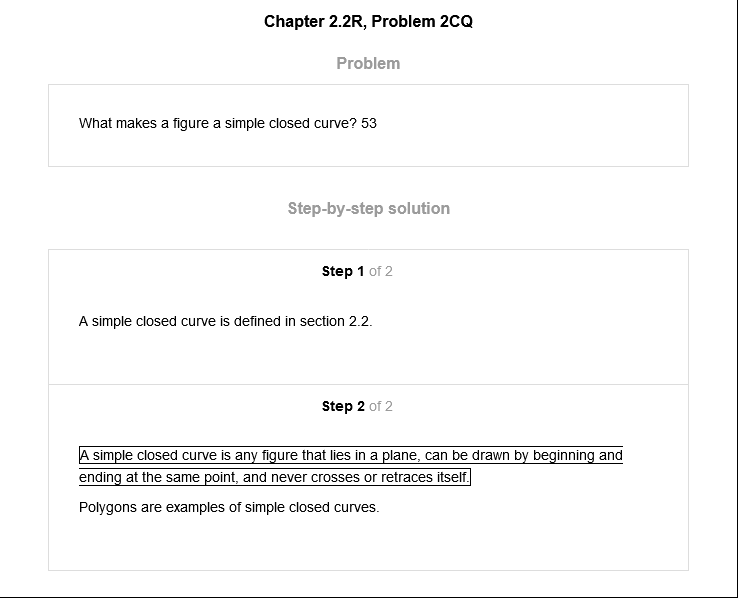 Chapter 2.2R, Problem 2CQ
Problem
What makes a figure a simple closed curve? 53
Step-by-step solution
Step 1 of 2
A simple closed curve is defined in section 2.2.
Step 2 of 2
A simple closed curve is any figure that lies in a plane, can be drawn by beginning and
ending at the same point, and never crosses or retraces itself.
Polygons are examples of simple closed curves.